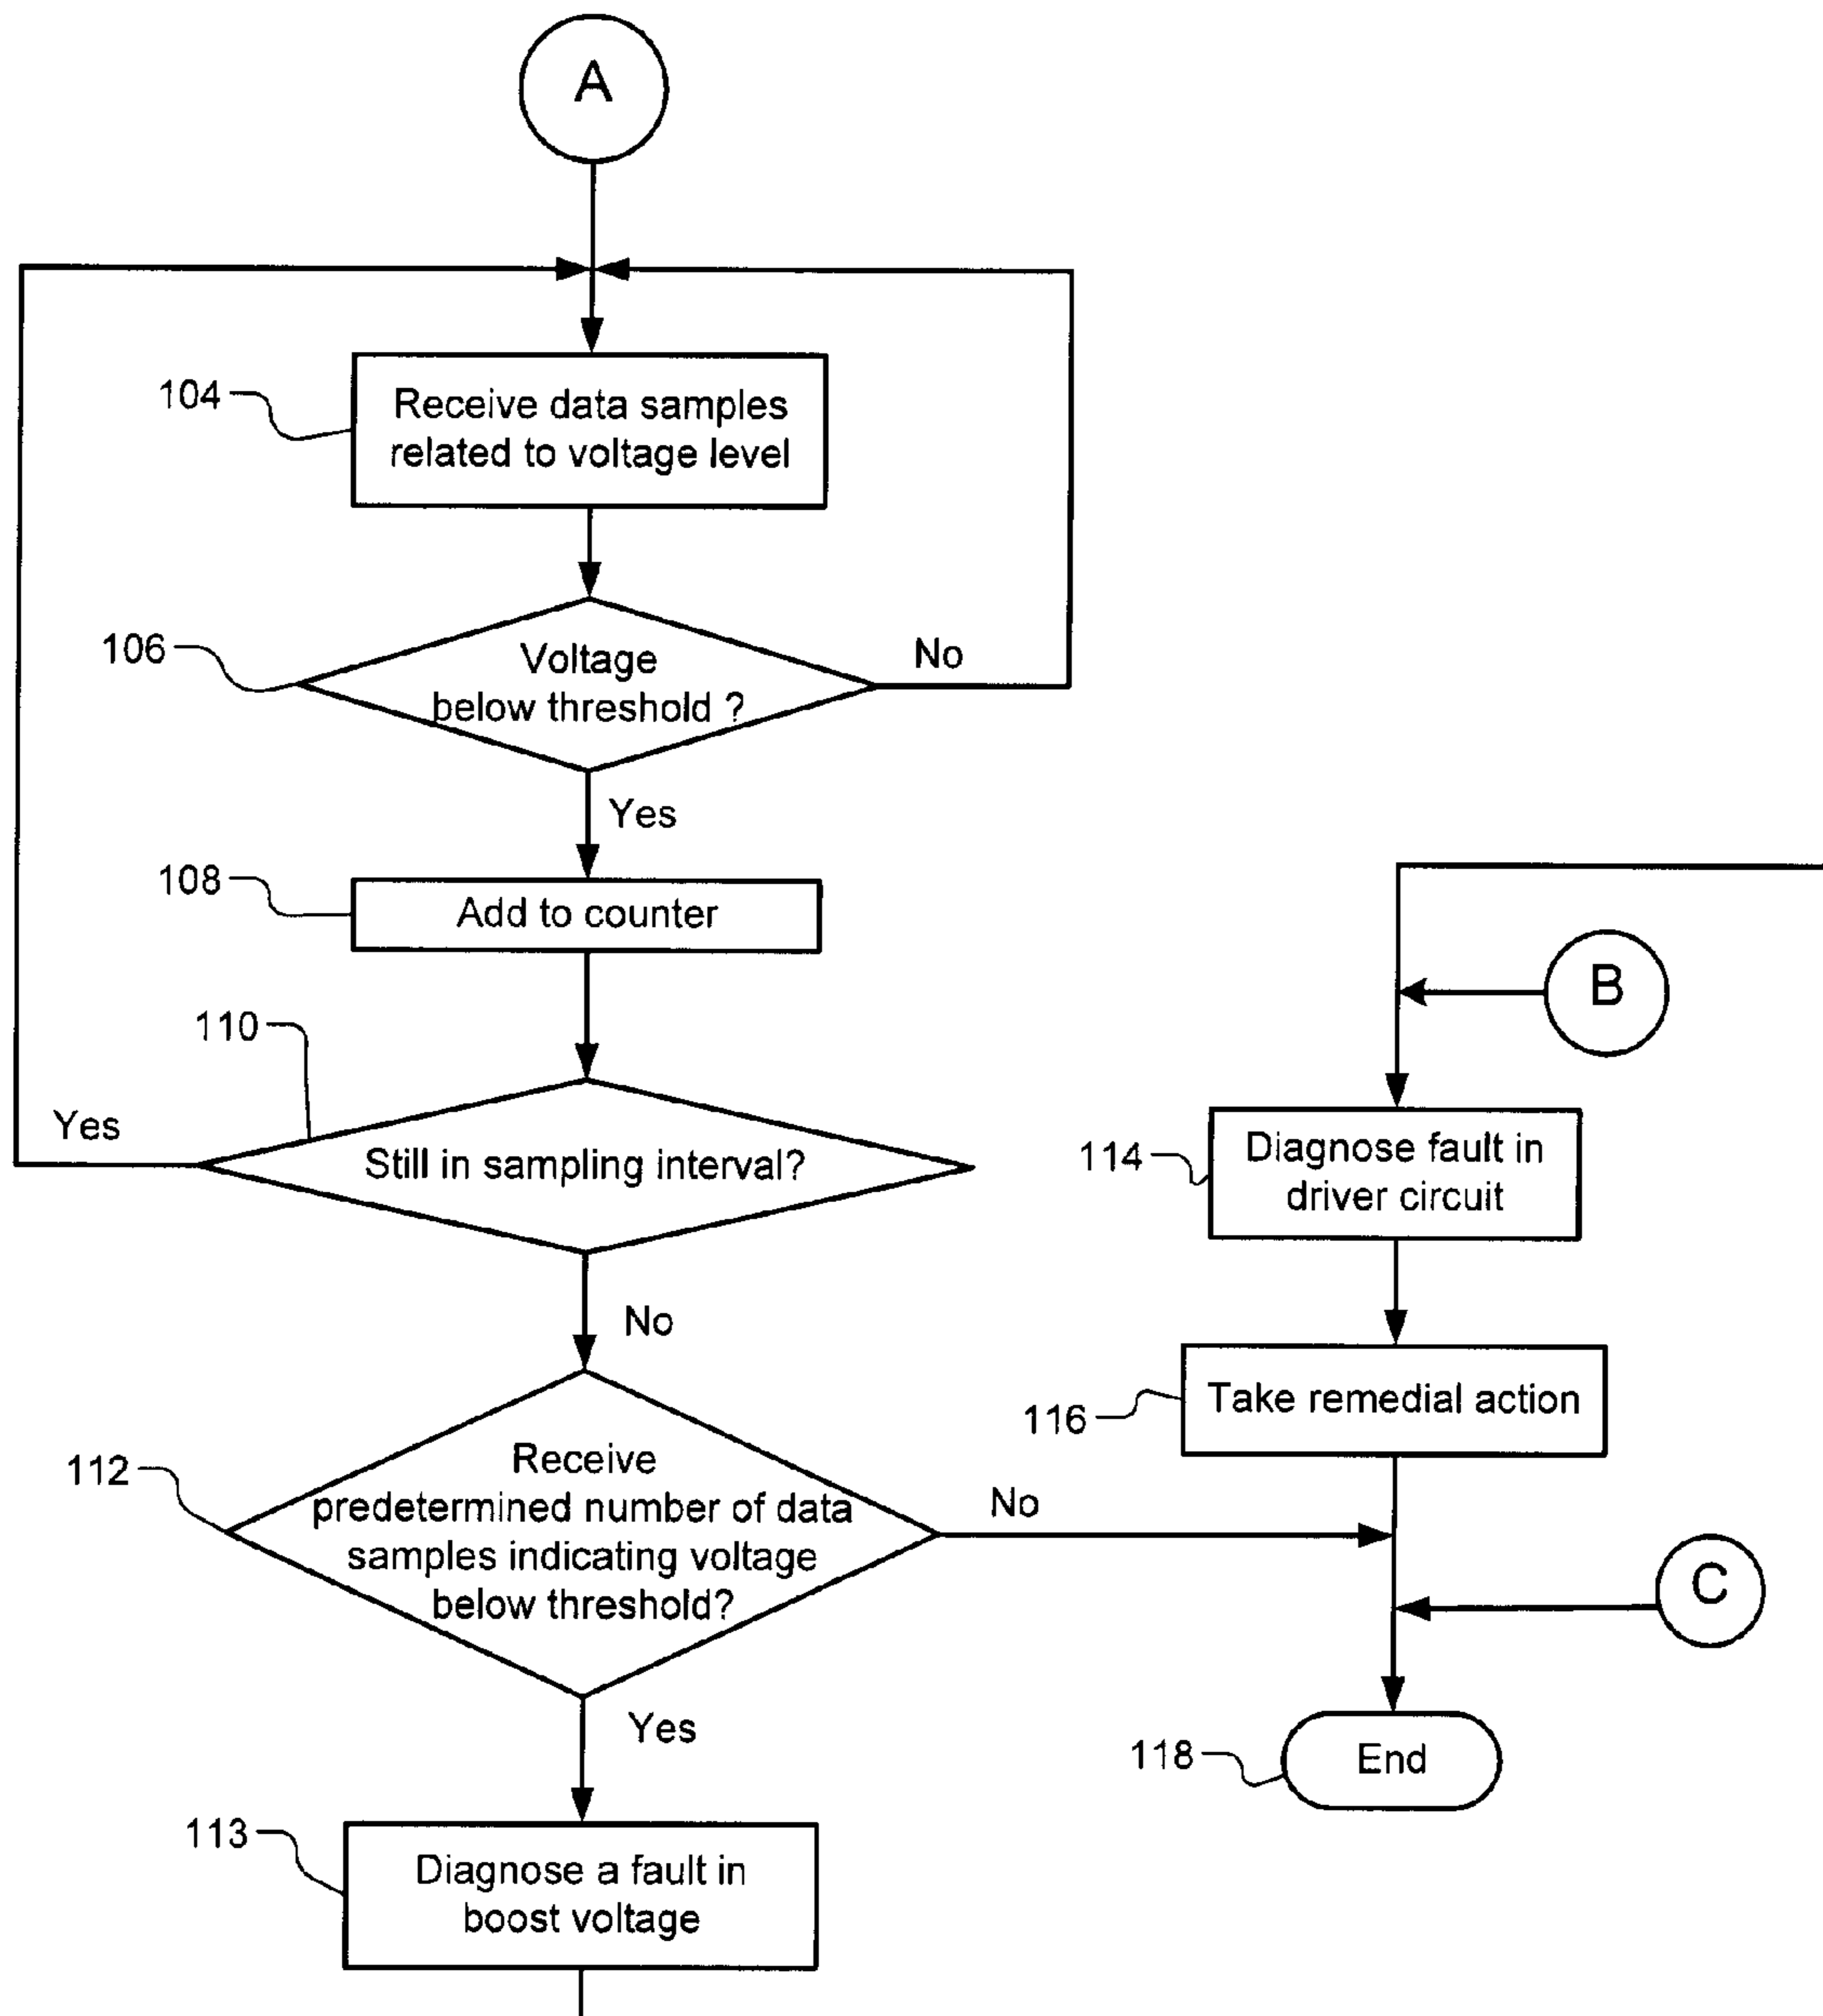 A
104
Receive data samples
related to voltage level
106
Voltage
below threshold ?
No
Yes
108
Add to counter
110
Yes
Still in sampling interval?
No
112
Receive
predetermined number of data
samples indicating voltage
below threshold?
No
Yes
113
Diagnose a fault in
boost voltage
B
114
Diagnose fault in
driver circuit
116
Take remedial action
C
118
End